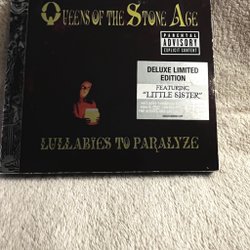 QUEENS OF THE STONE AGE
PARENTAL
ADVISORY
EXPLICIT CONTENT
DELUXE LIMITED
EDITION
FEATURING
"LITTLE SISTER"
LULLABIES TO PARALYZE